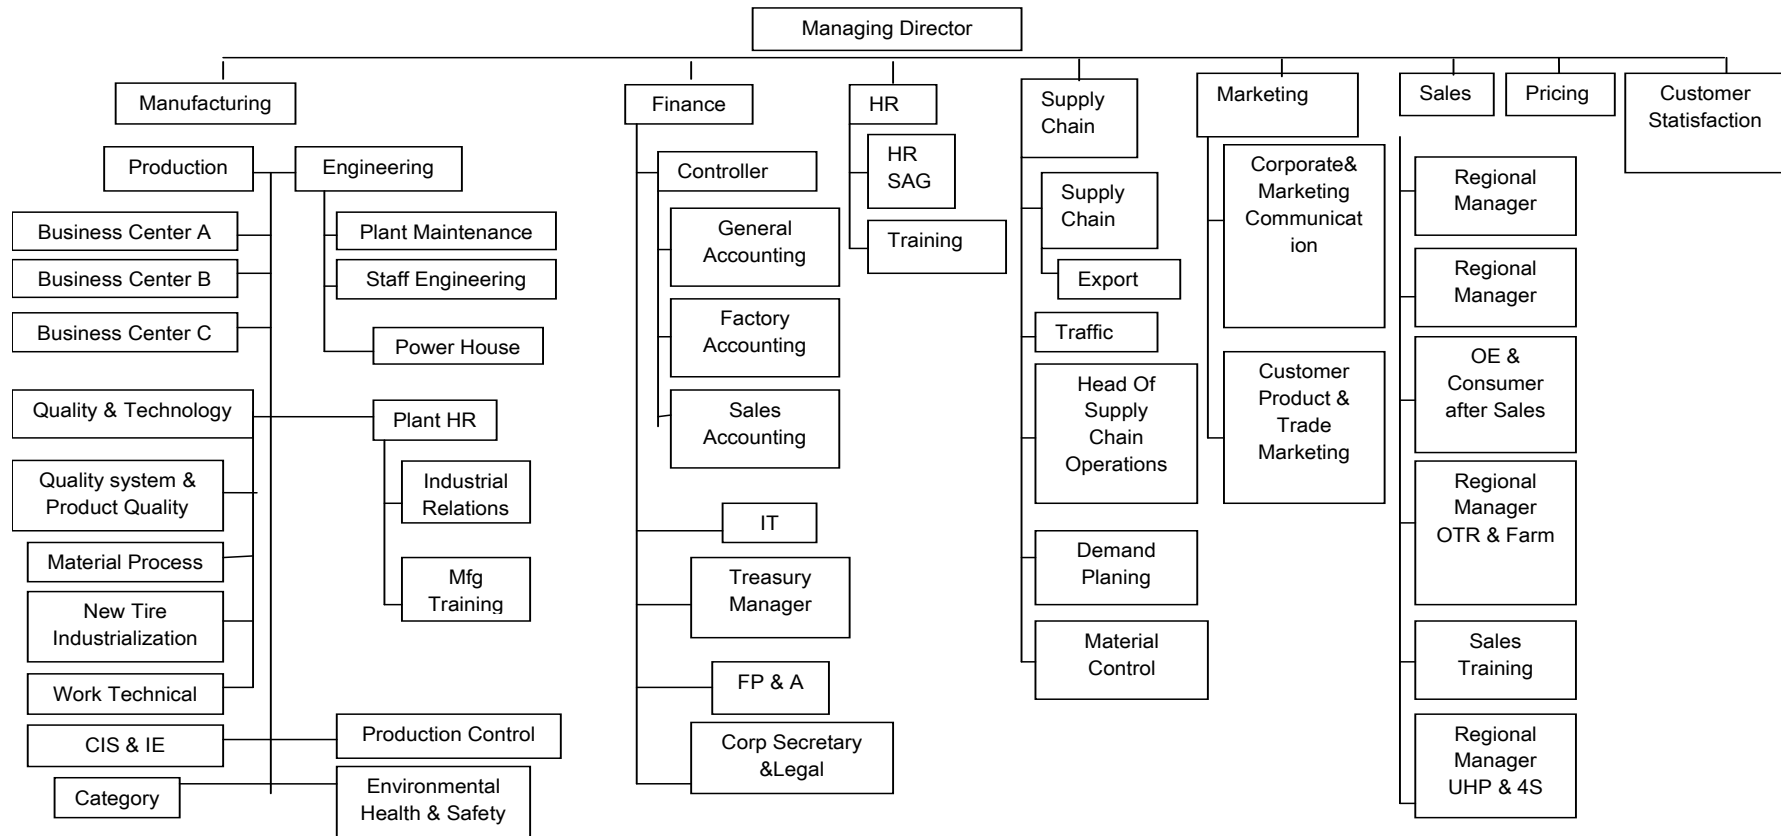 Managing Director
Manufacturing
Finance
HR
Supply
Chain
Marketing
Sales
Pricing
Customer
Statisfaction
Production
Engineering
Business Center A
Business Center B
Business Center C
Plant Maintenance
Staff Engineering
Power House
Quality & Technology
Plant HR
Quality system &
Product Quality
Material Process
New Tire
Industrialization
Work Technical
Industrial
Relations
Mfg
Training
CIS & IE
Production Control
Category
Environmental
Health & Safety
Controller
General
Accounting
Factory
Accounting
Sales
Accounting
IT
Treasury
Manager
FP & A
Corp Secretary
&Legal
HR
SAG
Training
Supply
Chain
Export
Traffic
Head Of
Supply
Chain
Operations
Demand
Planing
Material
Control
Corporate&
Marketing
Communicat
ion
Customer
Product &
Trade
Marketing
Regional
Manager
Regional
Manager
OE &
Consumer
after Sales
Regional
Manager
OTR & Farm
Sales
Training
Regional
Manager
UHP & 4S